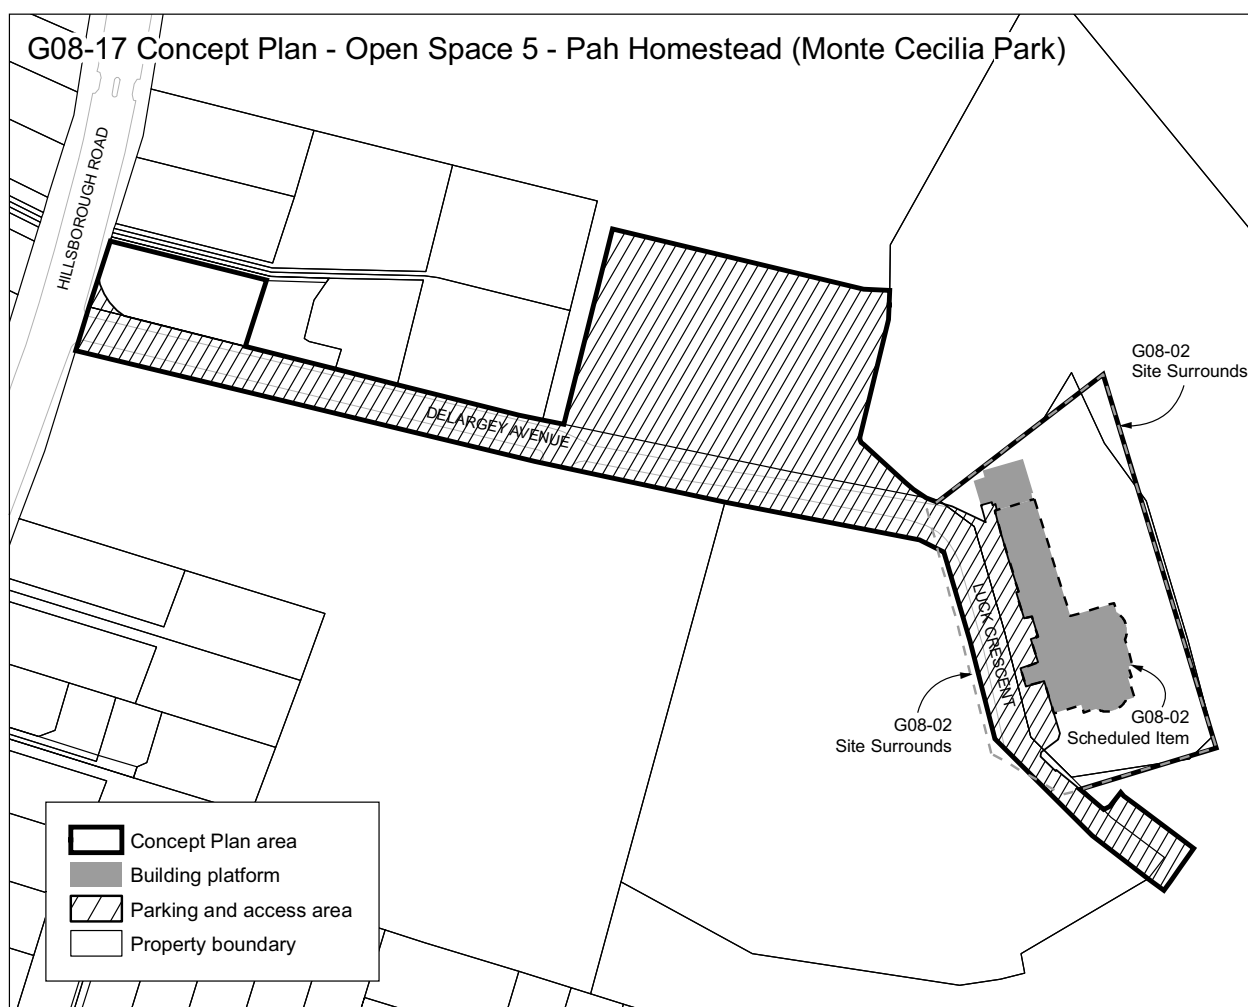 G08-17 Concept Plan - Open Space 5 - Pah Homestead (Monte Cecilia Park)
HILLSBOROUGH ROAD
DELARGEY AVENUE
G08-02
Site Surrounds
LUCK CRESCENT
G08-02
Site Surrounds
G08-02
Scheduled Item
Concept Plan area
Building platform
Parking and access area
Property boundary